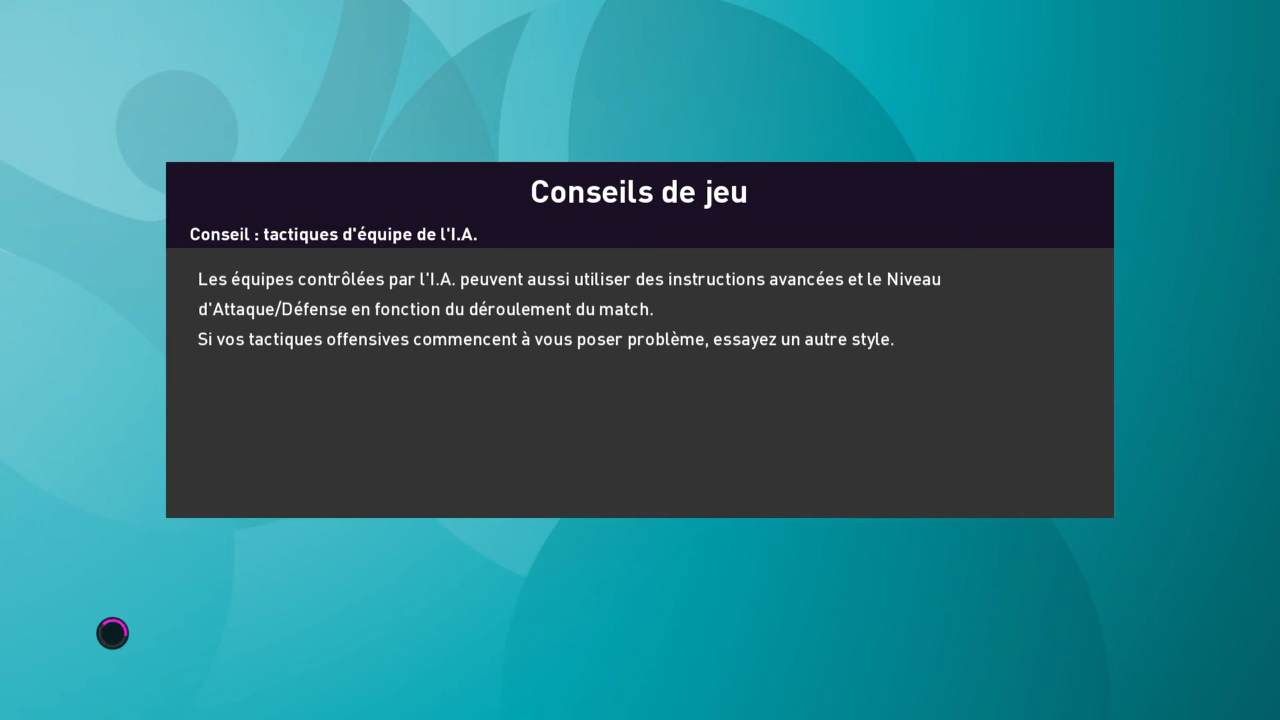 Conseils de jeu
Conseil : tactiques d'équipe de l'I.A.
Les équipes contrôlées par l'I.A. peuvent aussi utiliser des instructions avancées et le Niveau
d'Attaque/Défense en fonction du déroulement du match.
Si vos tactiques offensives commencent à vous poser problème, essayez un autre style.